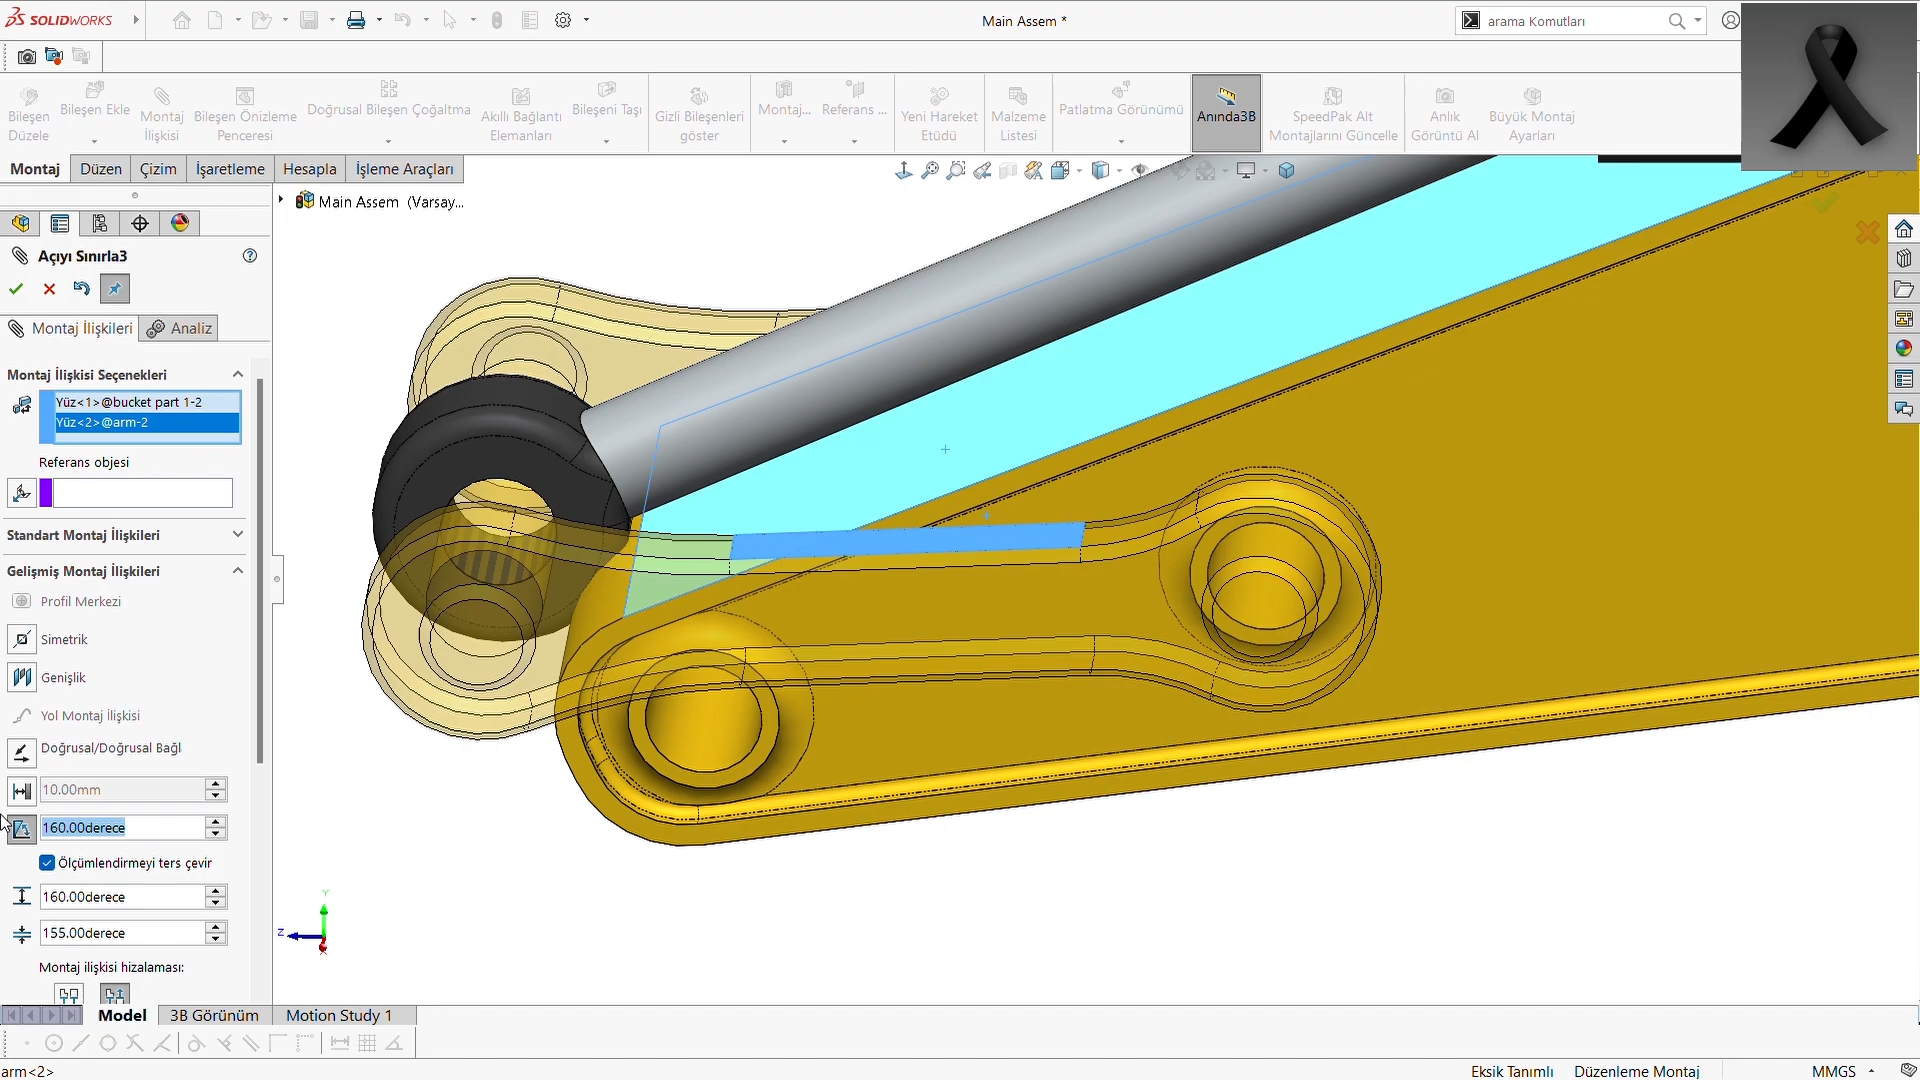 SOLIDWORKS
Main Assem *
arama Komutları
Bileşen Düzele
Bileşen Ekle
Montaj İlişkisi
Bileşen Önizleme Penceresi
Doğrusal Bileşen Çoğaltma
Akıllı Bağlantı Elemanları
Bileşeni Taşı
Gizli Bileşenleri göster
Montaj...
Referans ...
Yeni Hareket Etüdü
Malzeme Listesi
Patlatma Görünümü
Anında3B
SpeedPak Alt Montajlarını Güncelle
Anlık Görüntü Al
Büyük Montaj Ayarları
Montaj
Düzen
Çizim
İşaretleme
Hesapla
İşleme Araçları
Main Assem (Varsay...
Açıyı Sınırla3
Montaj İlişkileri
Analiz
Montaj İlişkisi Seçenekleri
Yüz<1>@bucket part 1-2
Yüz<2>@arm-2
Referans objesi
Standart Montaj İlişkileri
Gelişmiş Montaj İlişkileri
Profil Merkezi
Simetrik
Genişlik
Yol Montaj İlişkisi
Doğrusal/Doğrusal Bağl
10.00mm
160.00derece
Ölçümlendirmeyi ters çevir
160.00derece
155.00derece
Montaj ilişkisi hizalaması:
Y
Z
X
Model
3B Görünüm
Motion Study 1
arm<2>
Eksik Tanımlı
Düzenleme Montaj
MMGS